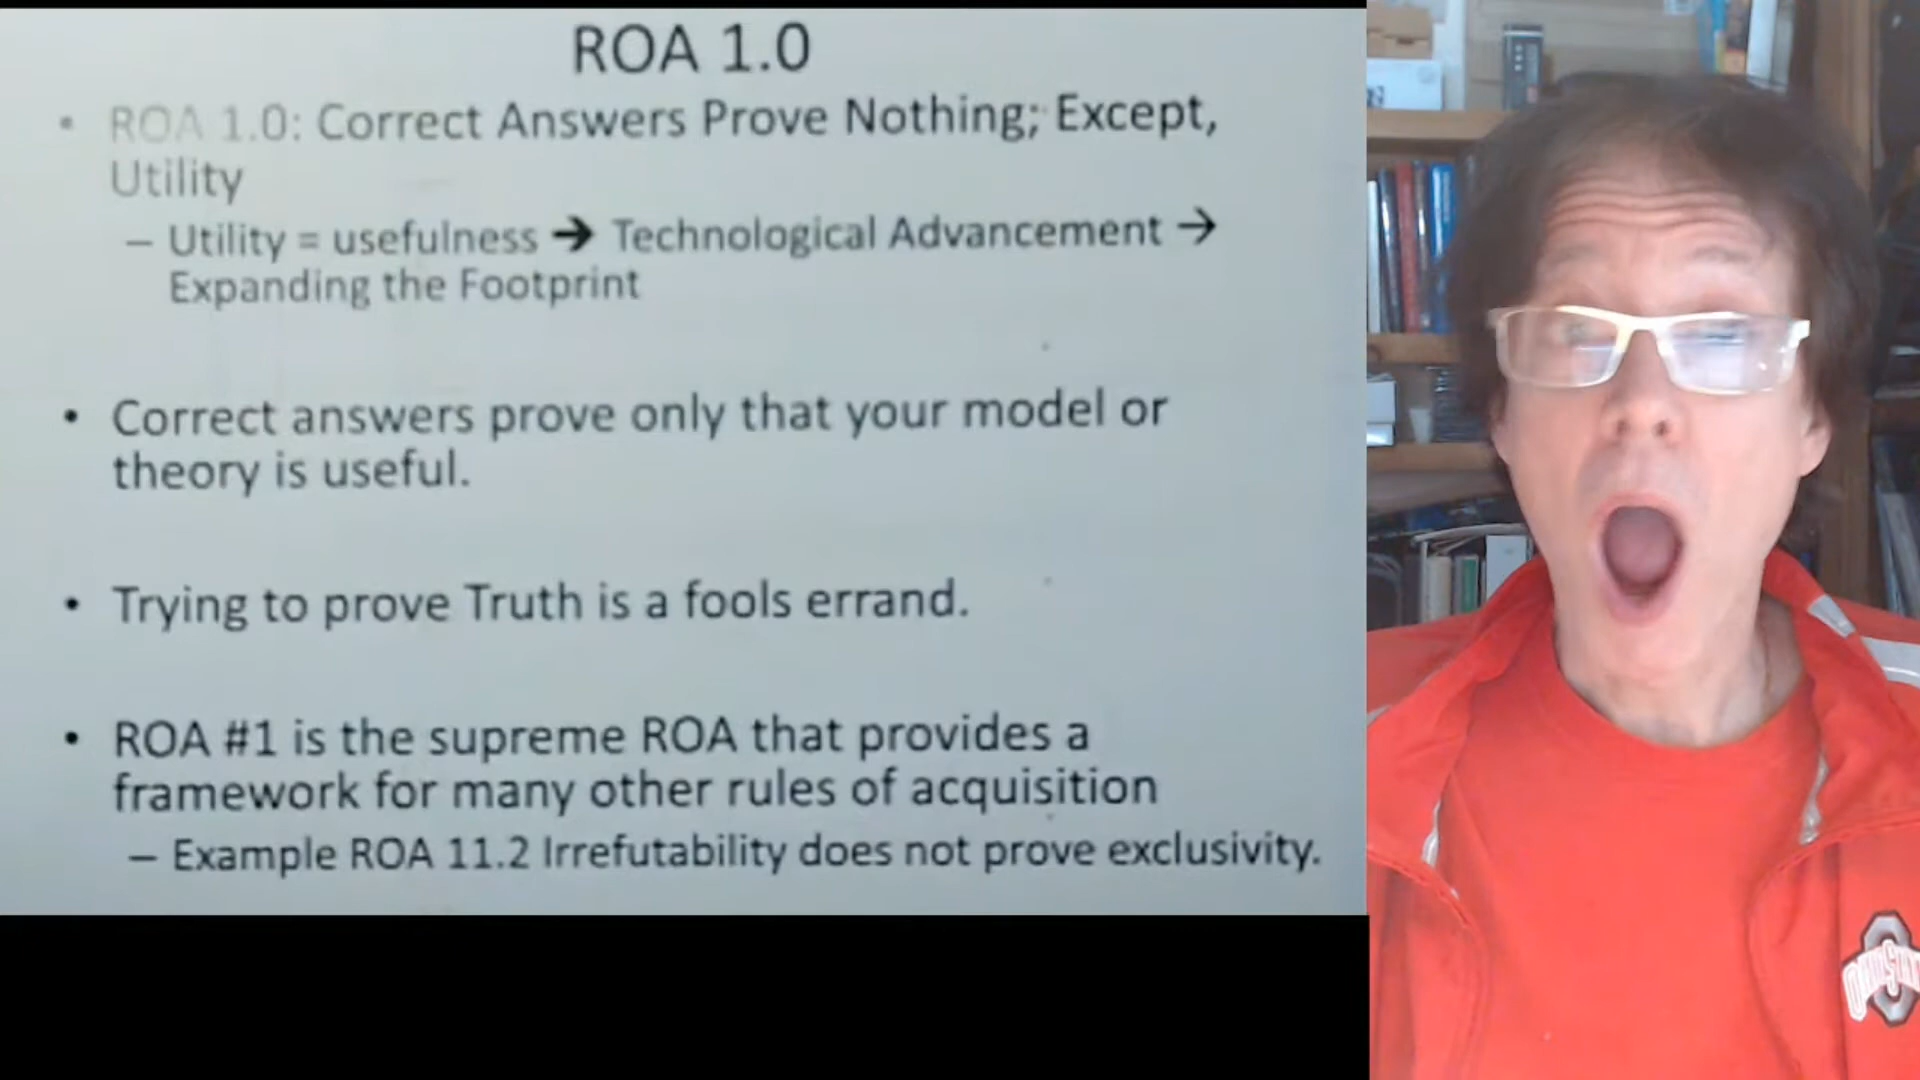 ROA 1.0
• ROA 1.0: Correct Answers Prove Nothing; Except,
Utility
– Utility = usefulness → Technological Advancement →
Expanding the Footprint
• Correct answers prove only that your model or
theory is useful.
• Trying to prove Truth is a fools errand.
• ROA #1 is the supreme ROA that provides a
framework for many other rules of acquisition
– Example ROA 11.2 Irrefutability does not prove exclusivity.